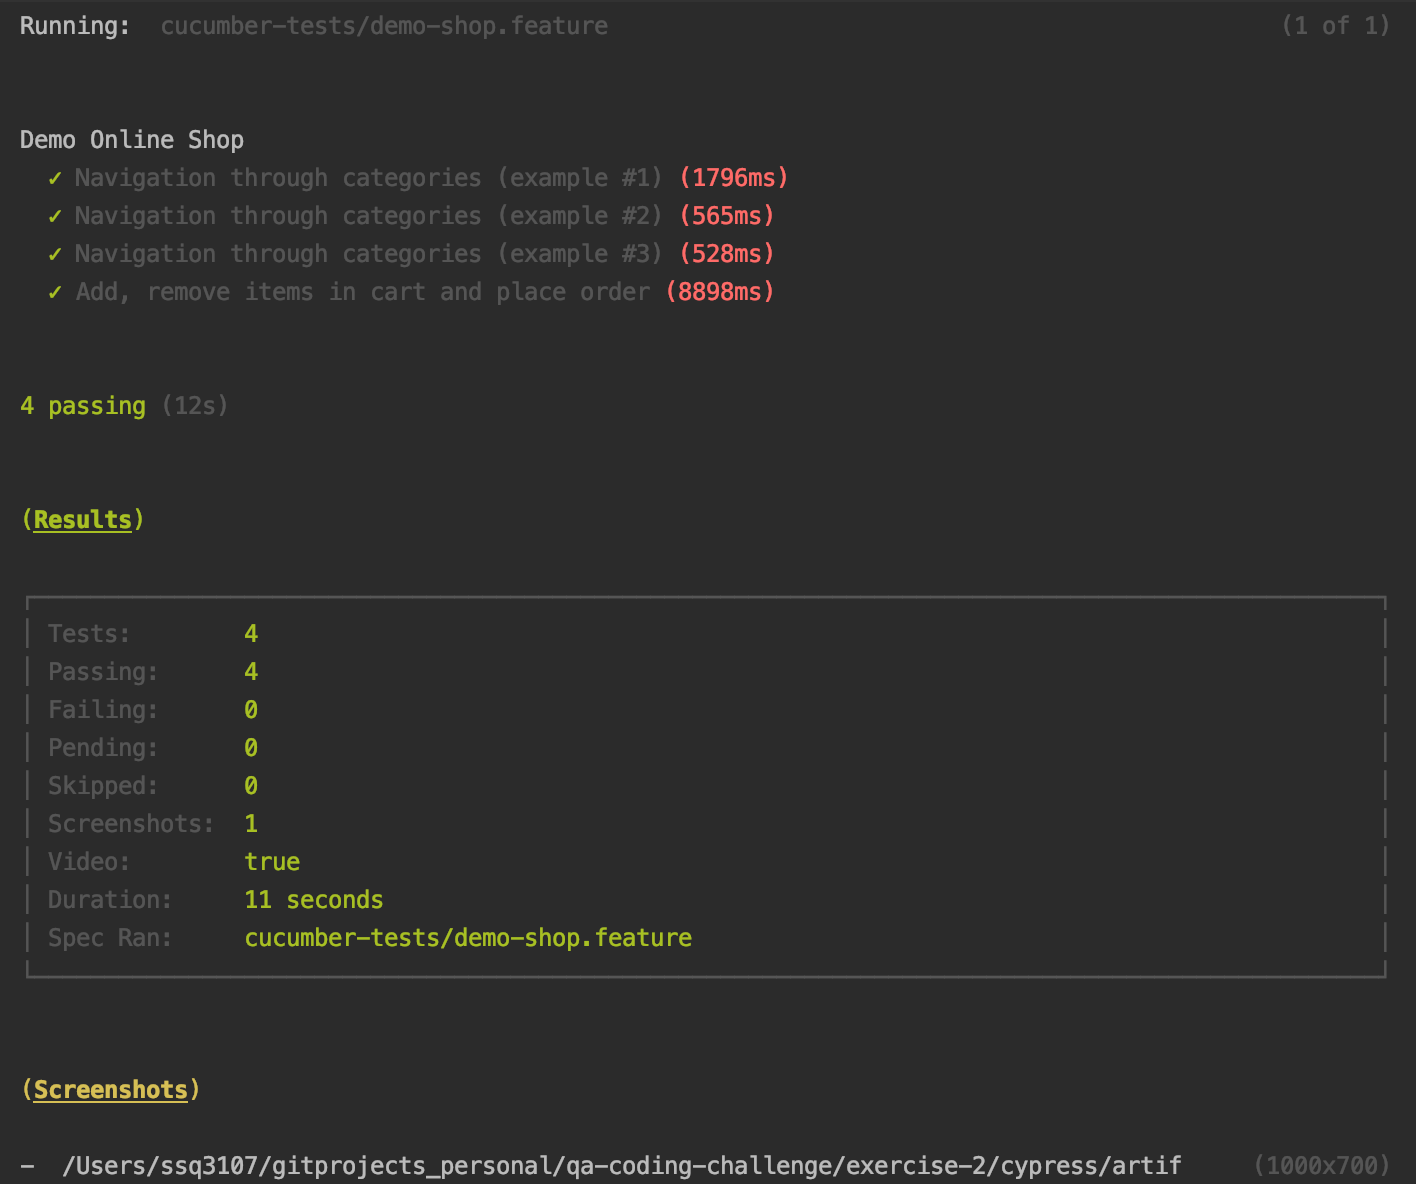 Running: cucumber-tests/demo-shop.feature (1 of 1)
Demo Online Shop
✓ Navigation through categories (example #1) (1796ms)
✓ Navigation through categories (example #2) (565ms)
✓ Navigation through categories (example #3) (528ms)
✓ Add, remove items in cart and place order (8898ms)
4 passing (12s)
(Results)
Tests: 4
Passing: 4
Failing: 0
Pending: 0
Skipped: 0
Screenshots: 1
Video: true
Duration: 11 seconds
Spec Ran: cucumber-tests/demo-shop.feature
(Screenshots)
- /Users/ssq3107/gitprojects_personal/qa-coding-challenge/exercise-2/cypress/artif (1000x700)